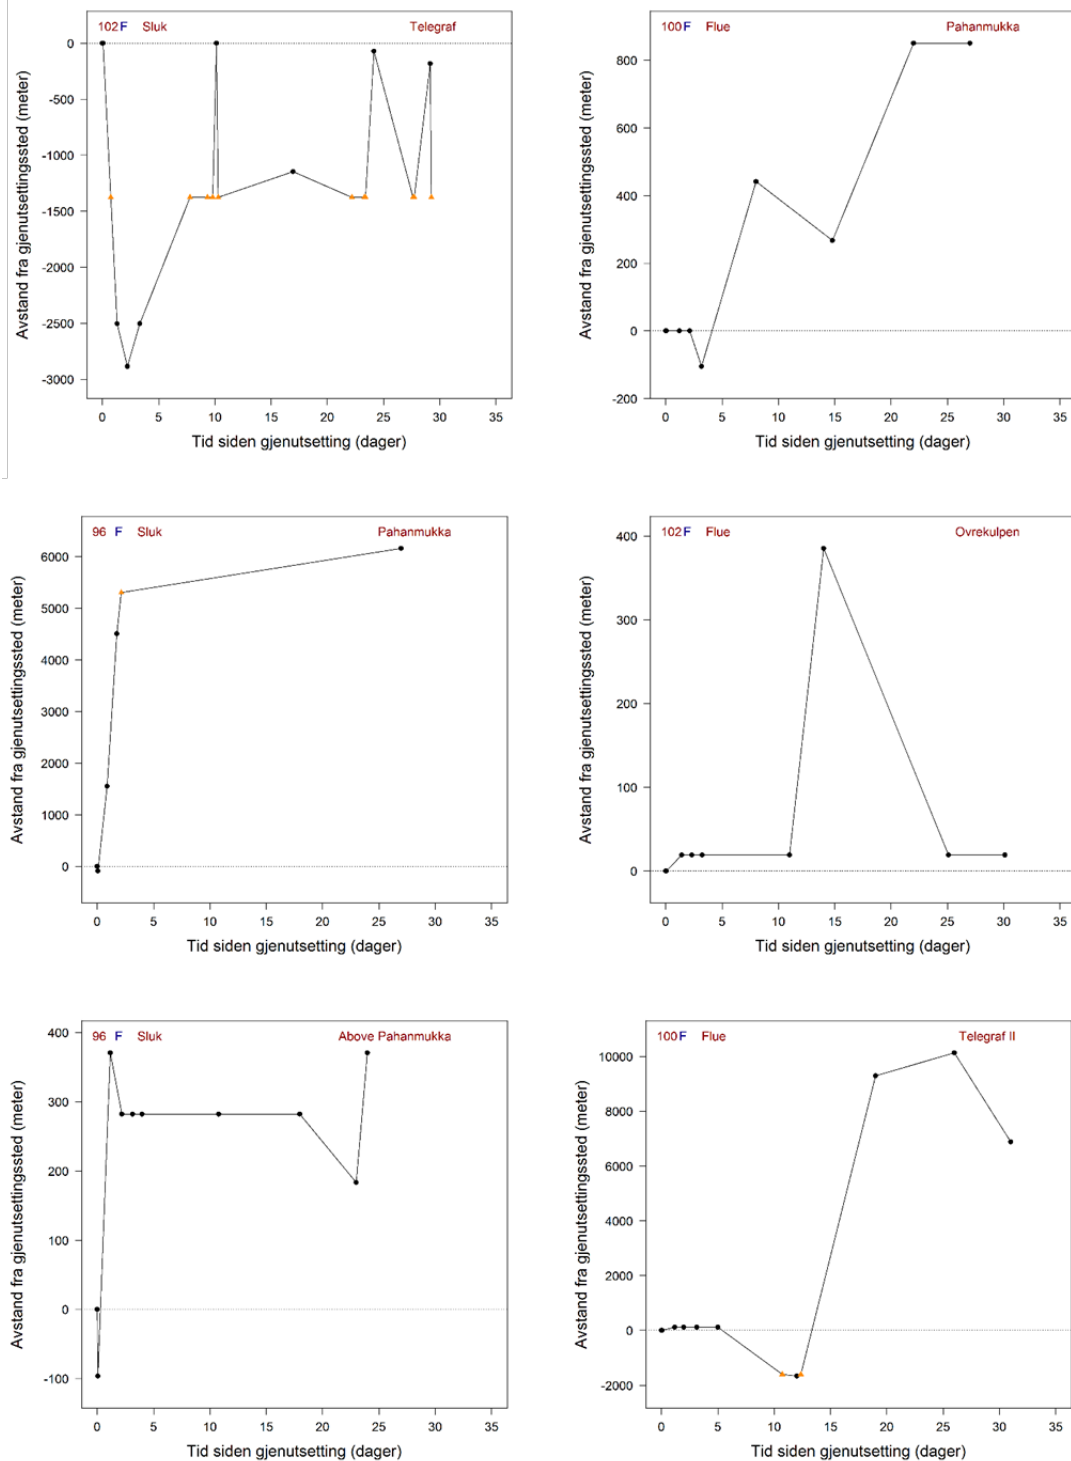 102 F Sluk Telegraf
Avstand fra gjenutsettingssted (meter)
0
-500
-1000
-1500
-2000
-2500
-3000
0 5 10 15 20 25 30 35
Tid siden gjenutsetting (dager)
100 F Flue Pahanmukka
Avstand fra gjenutsettingssted (meter)
800
600
400
200
0
-200
0 5 10 15 20 25 30 35
Tid siden gjenutsetting (dager)
96 F Sluk Pahanmukka
Avstand fra gjenutsettingssted (meter)
6000
5000
4000
3000
2000
1000
0
0 5 10 15 20 25 30 35
Tid siden gjenutsetting (dager)
102 F Flue Ovrekulpen
Avstand fra gjenutsettingssted (meter)
400
300
200
100
0
0 5 10 15 20 25 30 35
Tid siden gjenutsetting (dager)
96 F Sluk Above Pahanmukka
Avstand fra gjenutsettingssted (meter)
400
300
200
100
0
-100
0 5 10 15 20 25 30 35
Tid siden gjenutsetting (dager)
100 F Flue Telegraf II
Avstand fra gjenutsettingssted (meter)
10000
8000
6000
4000
2000
0
-2000
0 5 10 15 20 25 30 35
Tid siden gjenutsetting (dager)